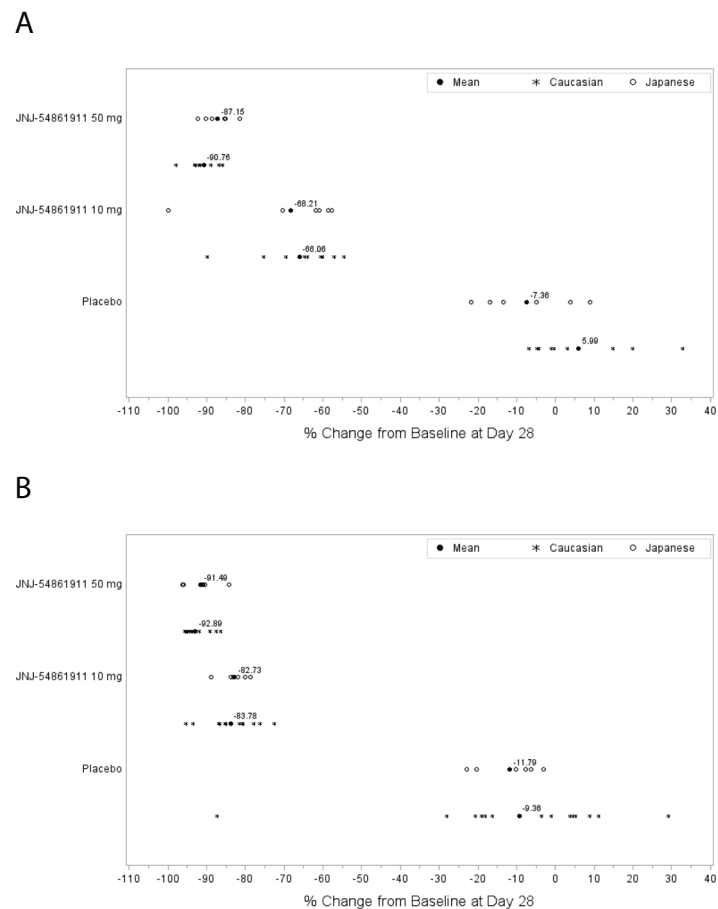 A
Mean Caucasian Japanese
JNJ-54861911 50 mg
-87.15
-90.76
JNJ-54861911 10 mg
-68.21
-66.06
Placebo
-7.36
5.99
-110 -100 -90 -80 -70 -60 -50 -40 -30 -20 -10 0 10 20 30 40
% Change from Baseline at Day 28
B
Mean Caucasian Japanese
JNJ-54861911 50 mg
-91.49
-92.89
JNJ-54861911 10 mg
-82.73
-83.78
Placebo
-11.79
-9.36
-110 -100 -90 -80 -70 -60 -50 -40 -30 -20 -10 0 10 20 30 40
% Change from Baseline at Day 28